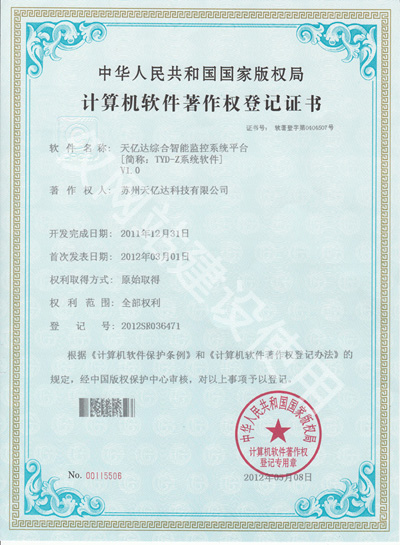 中华人民共和国国家版权局
计算机软件著作权登记证书
证书号: 软著登字第0404507号
软件名称: 天亿达综合智能监控系统平台
[简称: TYD-Z系统软件]
V1.0
著作权人: 苏州天亿达科技有限公司
开发完成日期: 2011年12月31日
首次发表日期: 2012年03月01日
权利取得方式: 原始取得
权利范围: 全部权利
登记号: 2012SR036471
根据《计算机软件保护条例》和《计算机软件著作权登记办法》的
规定，经中国版权保护中心审核，对以上事项予以登记。
中华人民共和国国家版权局
计算机软件著作权
登记专用章
No. 00115506
2012年05月08日
仅网站建设使用